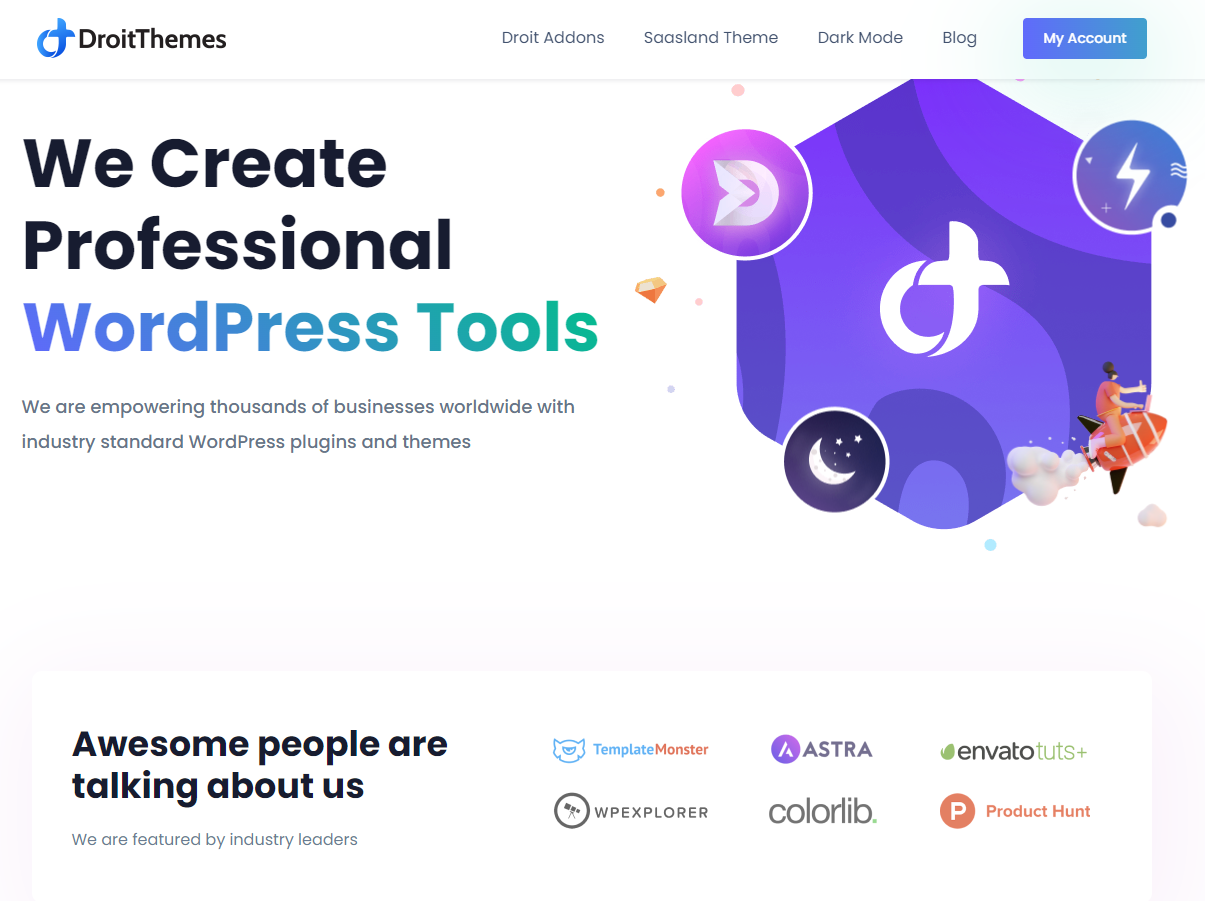 DroitThemes
Droit Addons
Saasland Theme
Dark Mode
Blog
My Account
We Create
Professional
WordPress Tools
We are empowering thousands of businesses worldwide with
industry standard WordPress plugins and themes
Awesome people are
talking about us
We are featured by industry leaders
TemplateMonster
ASTRA
envatotuts+
WPEXPLORER
colorlib.
Product Hunt